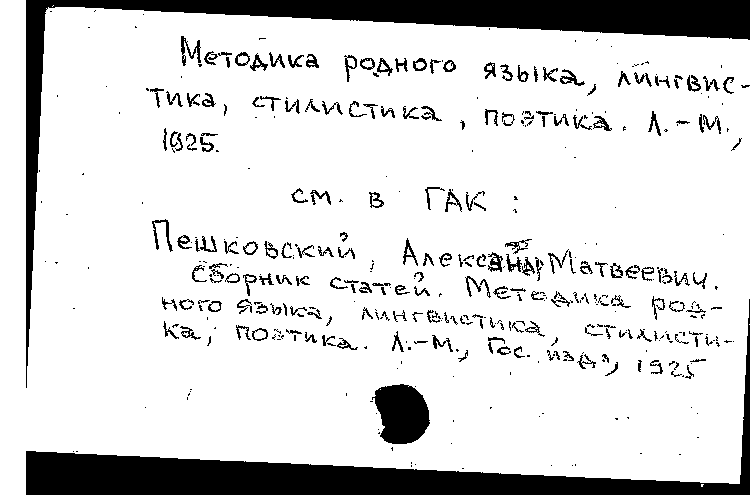 Методика родного языка, лингвис-
тика, стилистика, поэтика. Л.-М.,
1925.
см. в ГАК :
Пешковский, Александр Матвеевич.
Сборник статей. Методика род-
ного языка, лингвистика, стилисти-
ка, поэтика. Л.-М., Гос. изд., 1925